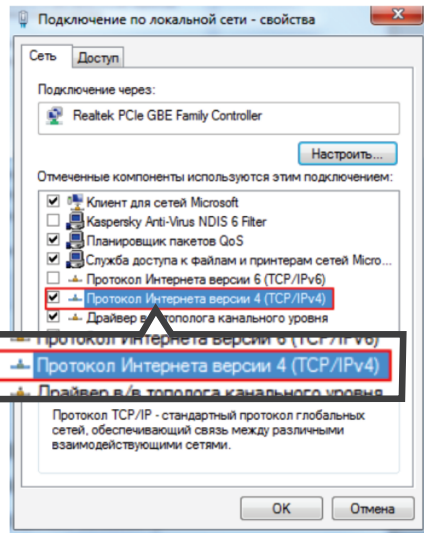 Подключение по локальной сети - свойства
Сеть Доступ
Подключение через:
Realtek PCIe GBE Family Controller
Настроить...
Отмеченные компоненты используются этим подключением:
Клиент для сетей Microsoft
Kaspersky Anti-Virus NDIS 6 Filter
Планировщик пакетов QoS
Служба доступа к файлам и принтерам сетей Micro...
Протокол Интернета версии 6 (TCP/IPv6)
Протокол Интернета версии 4 (TCP/IPv4)
Драйвер в/в тополога канального уровня
Протокол Интернета версии 6 (TCP/IPv6)
Протокол Интернета версии 4 (TCP/IPv4)
Драйвер в/в тополога канального уровня
Протокол TCP/IP - стандартный протокол глобальных
сетей, обеспечивающий связь между различными
взаимодействующими сетями.
OK Отмена